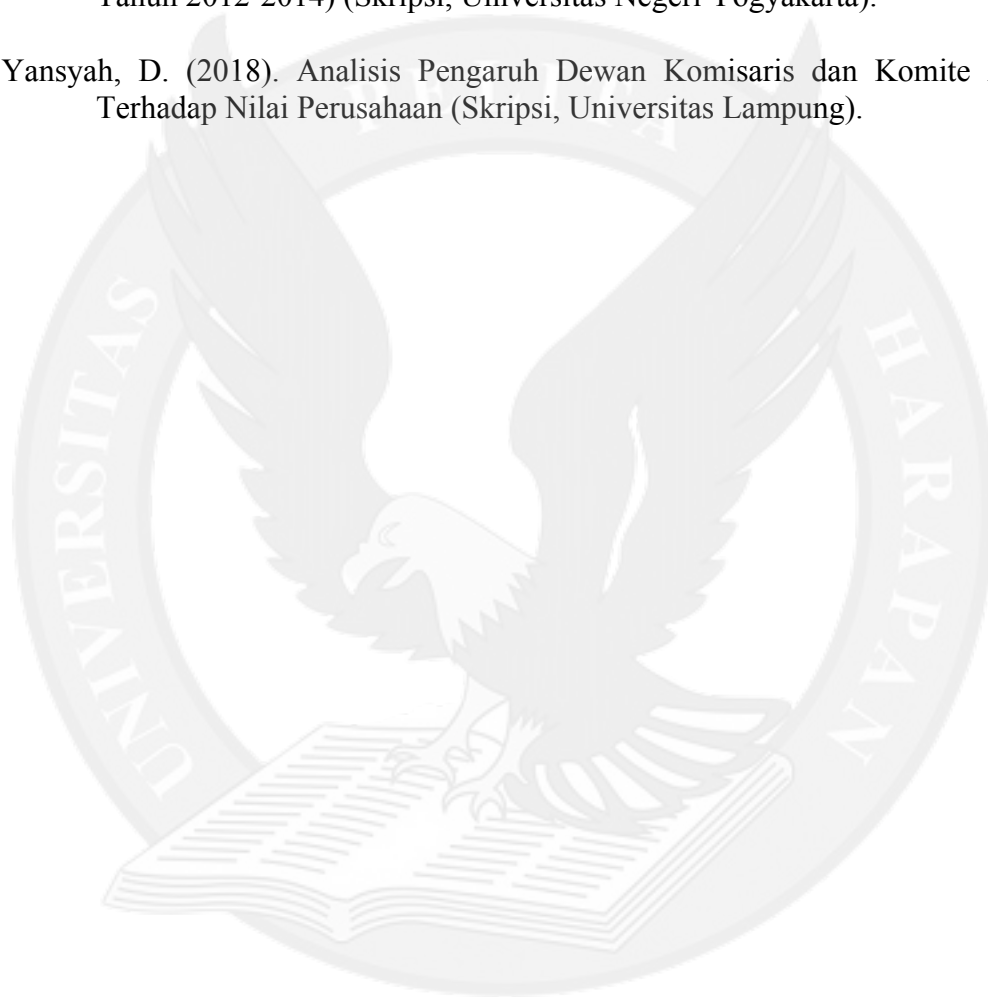 Tahun 2012-2014) (Skripsi, Universitas Negeri Yogyakarta).
Yansyah, D. (2018). Analisis Pengaruh Dewan Komisaris dan Komite
Terhadap Nilai Perusahaan (Skripsi, Universitas Lampung).
UNIVERSITAS PELITA HARAPAN